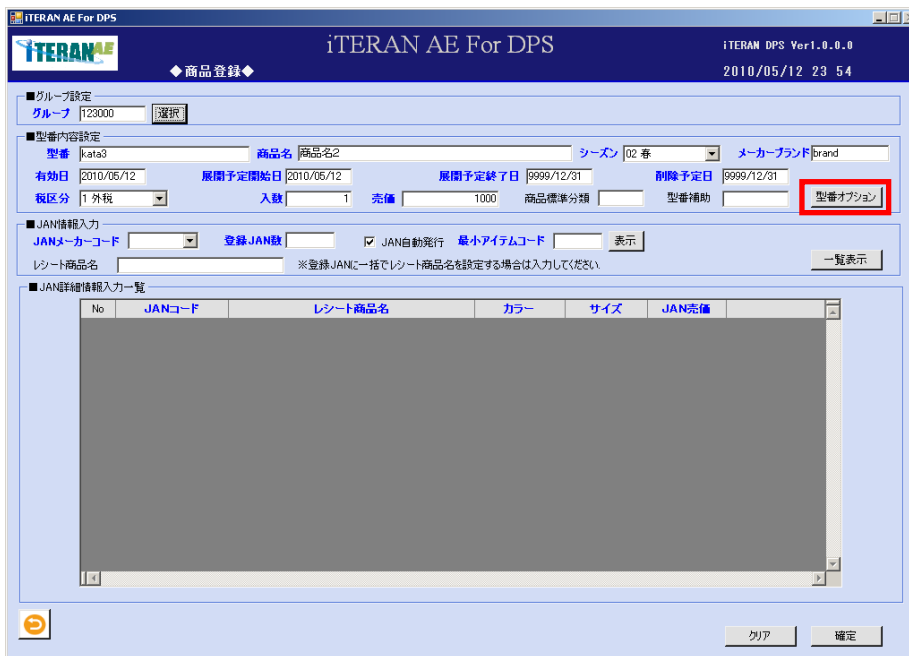 iTERAN AE For DPS
iTERAN AE
iTERAN AE For DPS
iTERAN DPS Ver1.0.0.0
◆商品登録◆
2010/05/12 23 54
■グループ設定
グループ 123000 選択
■型番内容設定
型番 kata3 商品名 商品名2 シーズン 02 春 メーカーブランド brand
有効日 2010/05/12 展開予定開始日 2010/05/12 展開予定終了日 9999/12/31 削除予定日 9999/12/31
税区分 1 外税 入数 1 売価 1000 商品標準分類 型番補助 型番オプション
■JAN情報入力
JANメーカーコード 登録JAN数 JAN自動発行 最小アイテムコード 表示
レシート商品名 ※登録JANに一括でレシート商品名を設定する場合は入力してください. 一覧表示
■JAN詳細情報入力一覧
No JANコード レシート商品名 カラー サイズ JAN売価
クリア 確定